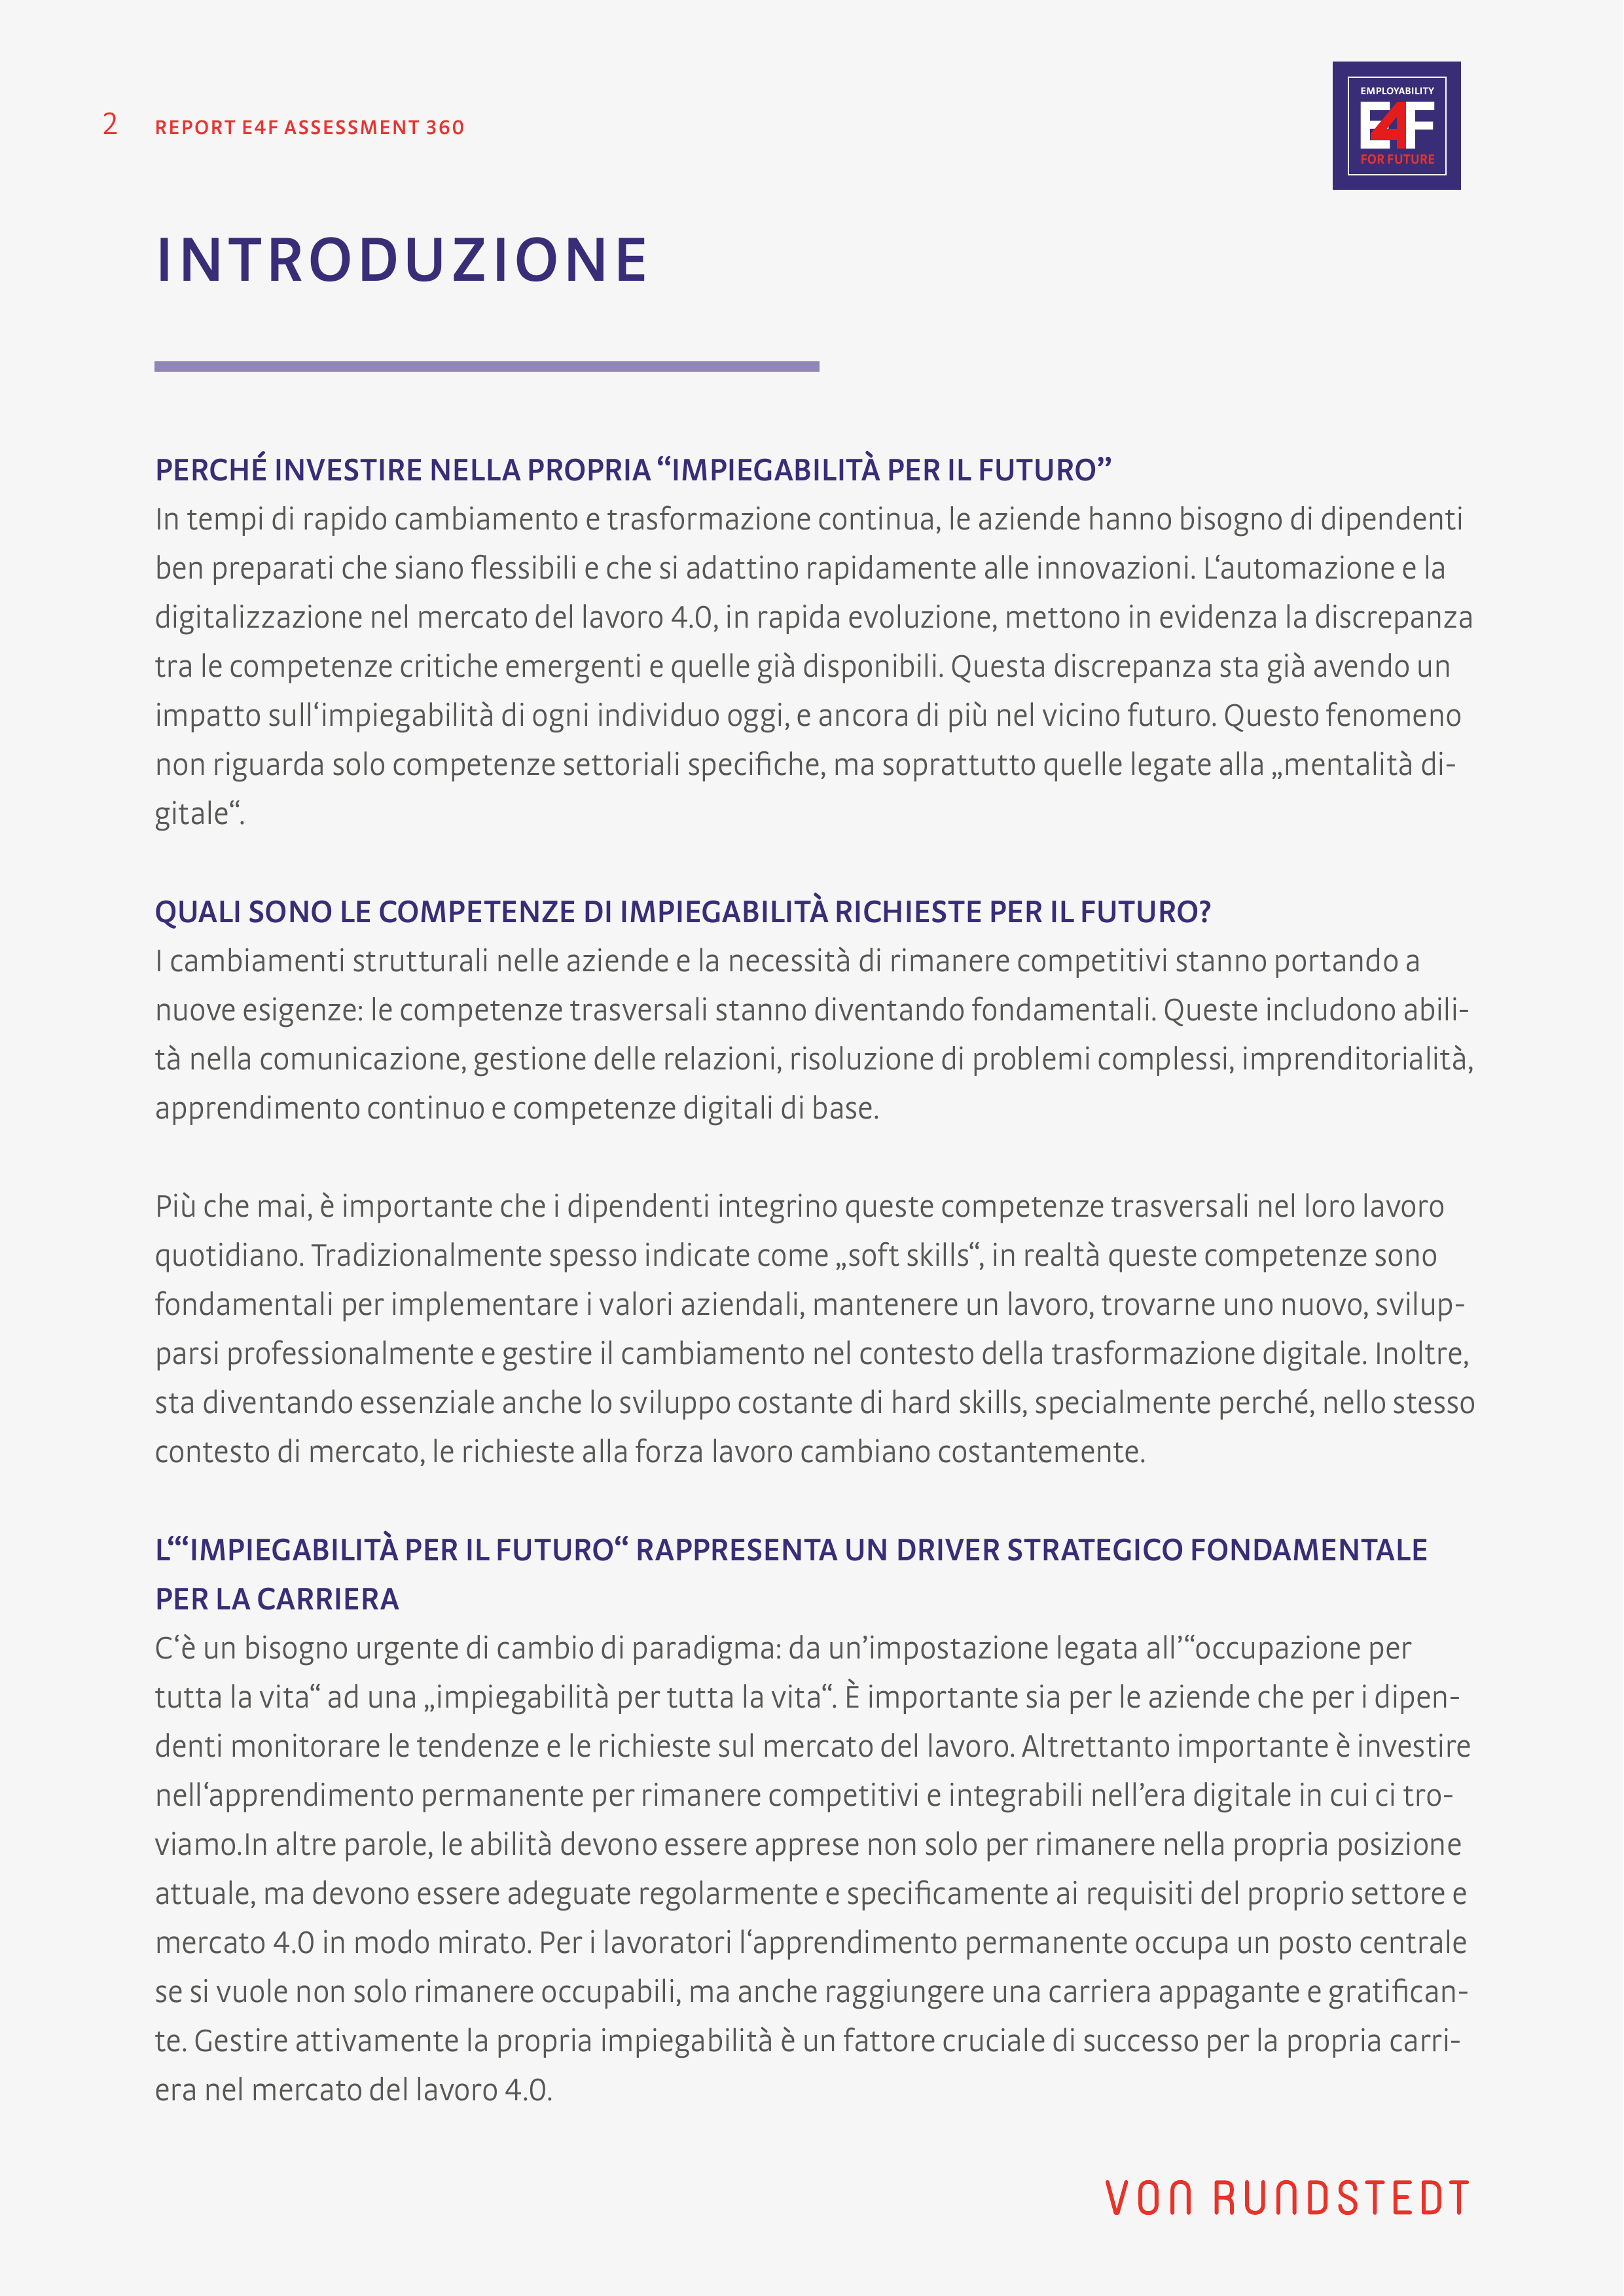 2 REPORT E4F ASSESSMENT 360
EMPLOYABILITY
E4F
FOR FUTURE
INTRODUZIONE
PERCHÉ INVESTIRE NELLA PROPRIA “IMPIEGABILITÀ PER IL FUTURO”
In tempi di rapido cambiamento e trasformazione continua, le aziende hanno bisogno di dipendenti
ben preparati che siano flessibili e che si adattino rapidamente alle innovazioni. L‘automazione e la
digitalizzazione nel mercato del lavoro 4.0, in rapida evoluzione, mettono in evidenza la discrepanza
tra le competenze critiche emergenti e quelle già disponibili. Questa discrepanza sta già avendo un
impatto sull‘impiegabilità di ogni individuo oggi, e ancora di più nel vicino futuro. Questo fenomeno
non riguarda solo competenze settoriali specifiche, ma soprattutto quelle legate alla „mentalità di-
gitale“.
QUALI SONO LE COMPETENZE DI IMPIEGABILITÀ RICHIESTE PER IL FUTURO?
I cambiamenti strutturali nelle aziende e la necessità di rimanere competitivi stanno portando a
nuove esigenze: le competenze trasversali stanno diventando fondamentali. Queste includono abili-
tà nella comunicazione, gestione delle relazioni, risoluzione di problemi complessi, imprenditorialità,
apprendimento continuo e competenze digitali di base.
Più che mai, è importante che i dipendenti integrino queste competenze trasversali nel loro lavoro
quotidiano. Tradizionalmente spesso indicate come „soft skills“, in realtà queste competenze sono
fondamentali per implementare i valori aziendali, mantenere un lavoro, trovarne uno nuovo, svilup-
parsi professionalmente e gestire il cambiamento nel contesto della trasformazione digitale. Inoltre,
sta diventando essenziale anche lo sviluppo costante di hard skills, specialmente perché, nello stesso
contesto di mercato, le richieste alla forza lavoro cambiano costantemente.
L‘“IMPIEGABILITÀ PER IL FUTURO“ RAPPRESENTA UN DRIVER STRATEGICO FONDAMENTALE
PER LA CARRIERA
C‘è un bisogno urgente di cambio di paradigma: da un’impostazione legata all’“occupazione per
tutta la vita“ ad una „impiegabilità per tutta la vita“. È importante sia per le aziende che per i dipen-
denti monitorare le tendenze e le richieste sul mercato del lavoro. Altrettanto importante è investire
nell‘apprendimento permanente per rimanere competitivi e integrabili nell’era digitale in cui ci tro-
viamo.In altre parole, le abilità devono essere apprese non solo per rimanere nella propria posizione
attuale, ma devono essere adeguate regolarmente e specificamente ai requisiti del proprio settore e
mercato 4.0 in modo mirato. Per i lavoratori l‘apprendimento permanente occupa un posto centrale
se si vuole non solo rimanere occupabili, ma anche raggiungere una carriera appagante e gratifican-
te. Gestire attivamente la propria impiegabilità è un fattore cruciale di successo per la propria carri-
era nel mercato del lavoro 4.0.
VON RUNDSTEDT